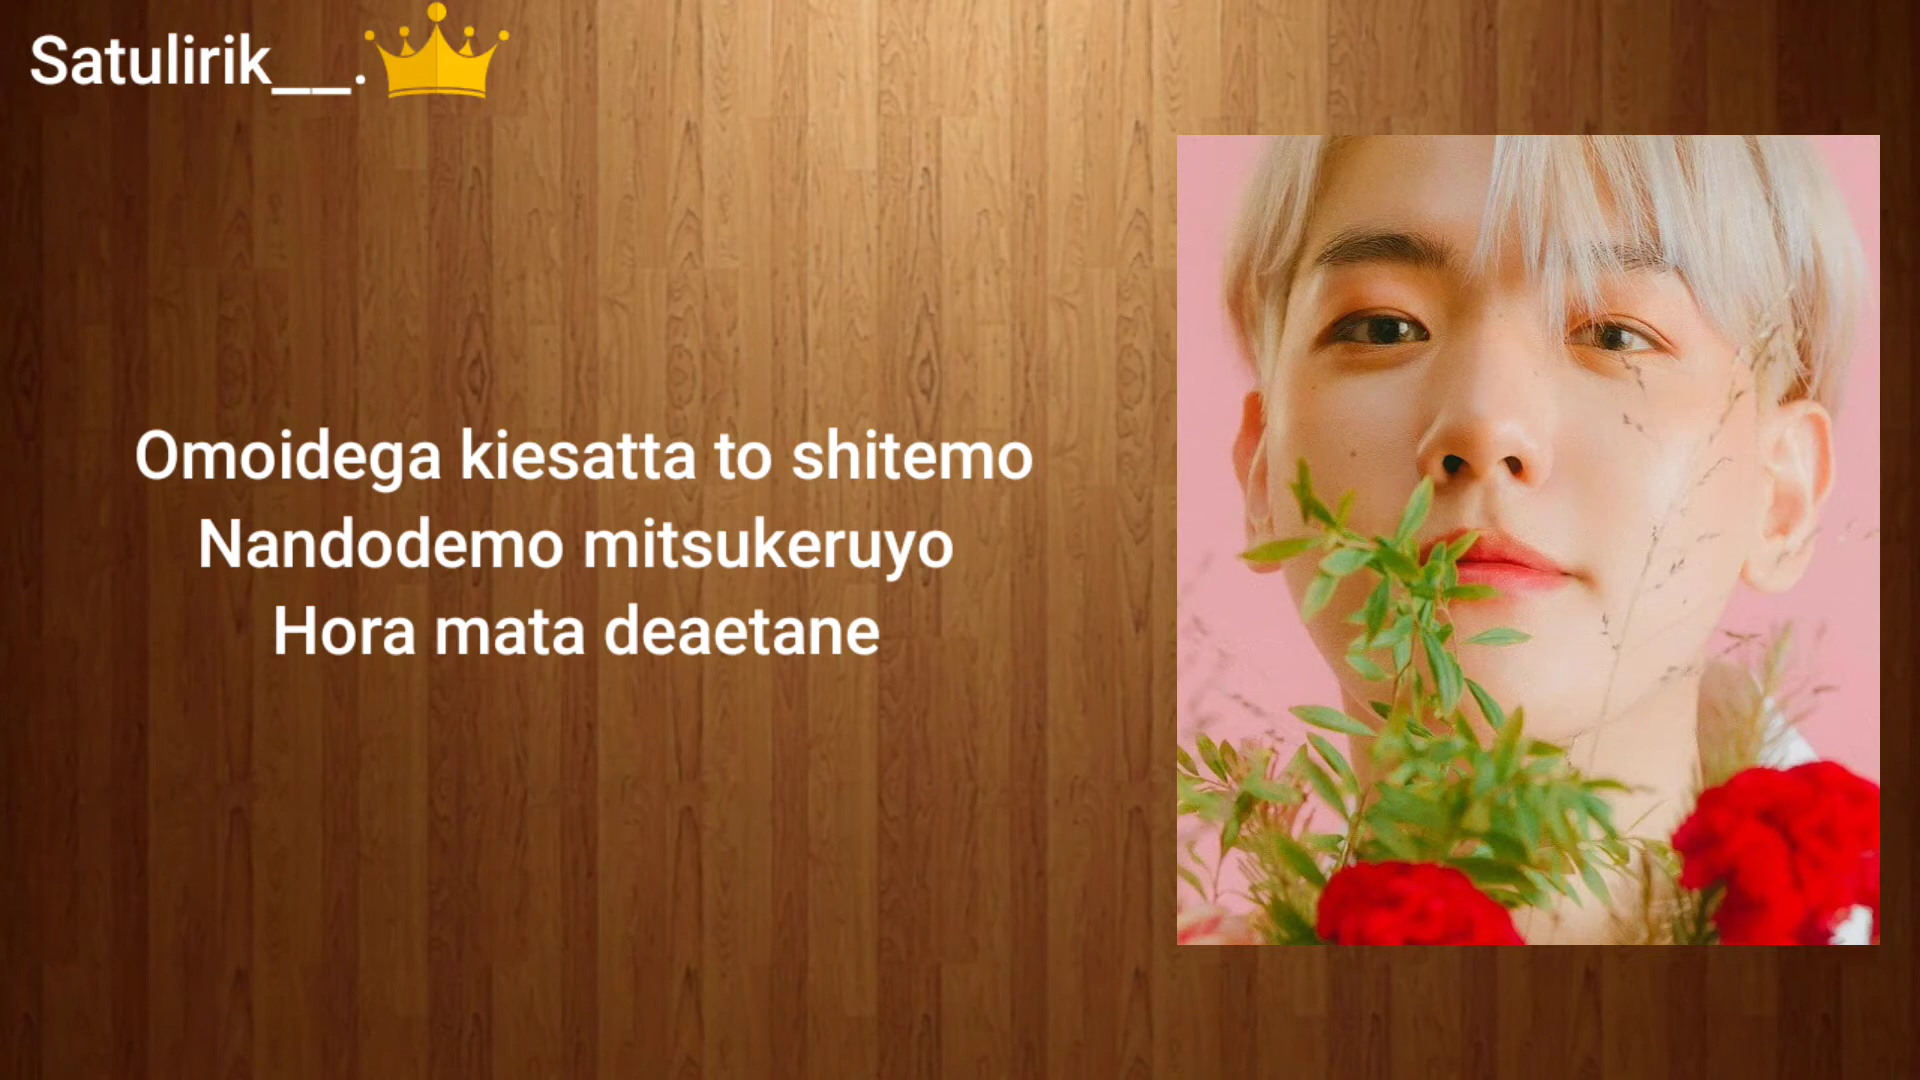 Satulirik__.
Omoidega kiesatta to shitemo
Nandodemo mitsukeruyo
Hora mata deaetane